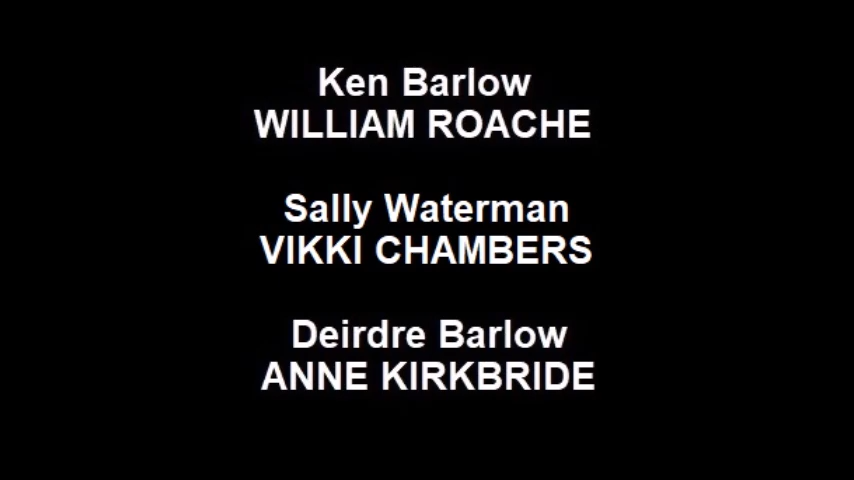 Ken Barlow
WILLIAM ROACHE
Sally Waterman
VIKKI CHAMBERS
Deirdre Barlow
ANNE KIRKBRIDE